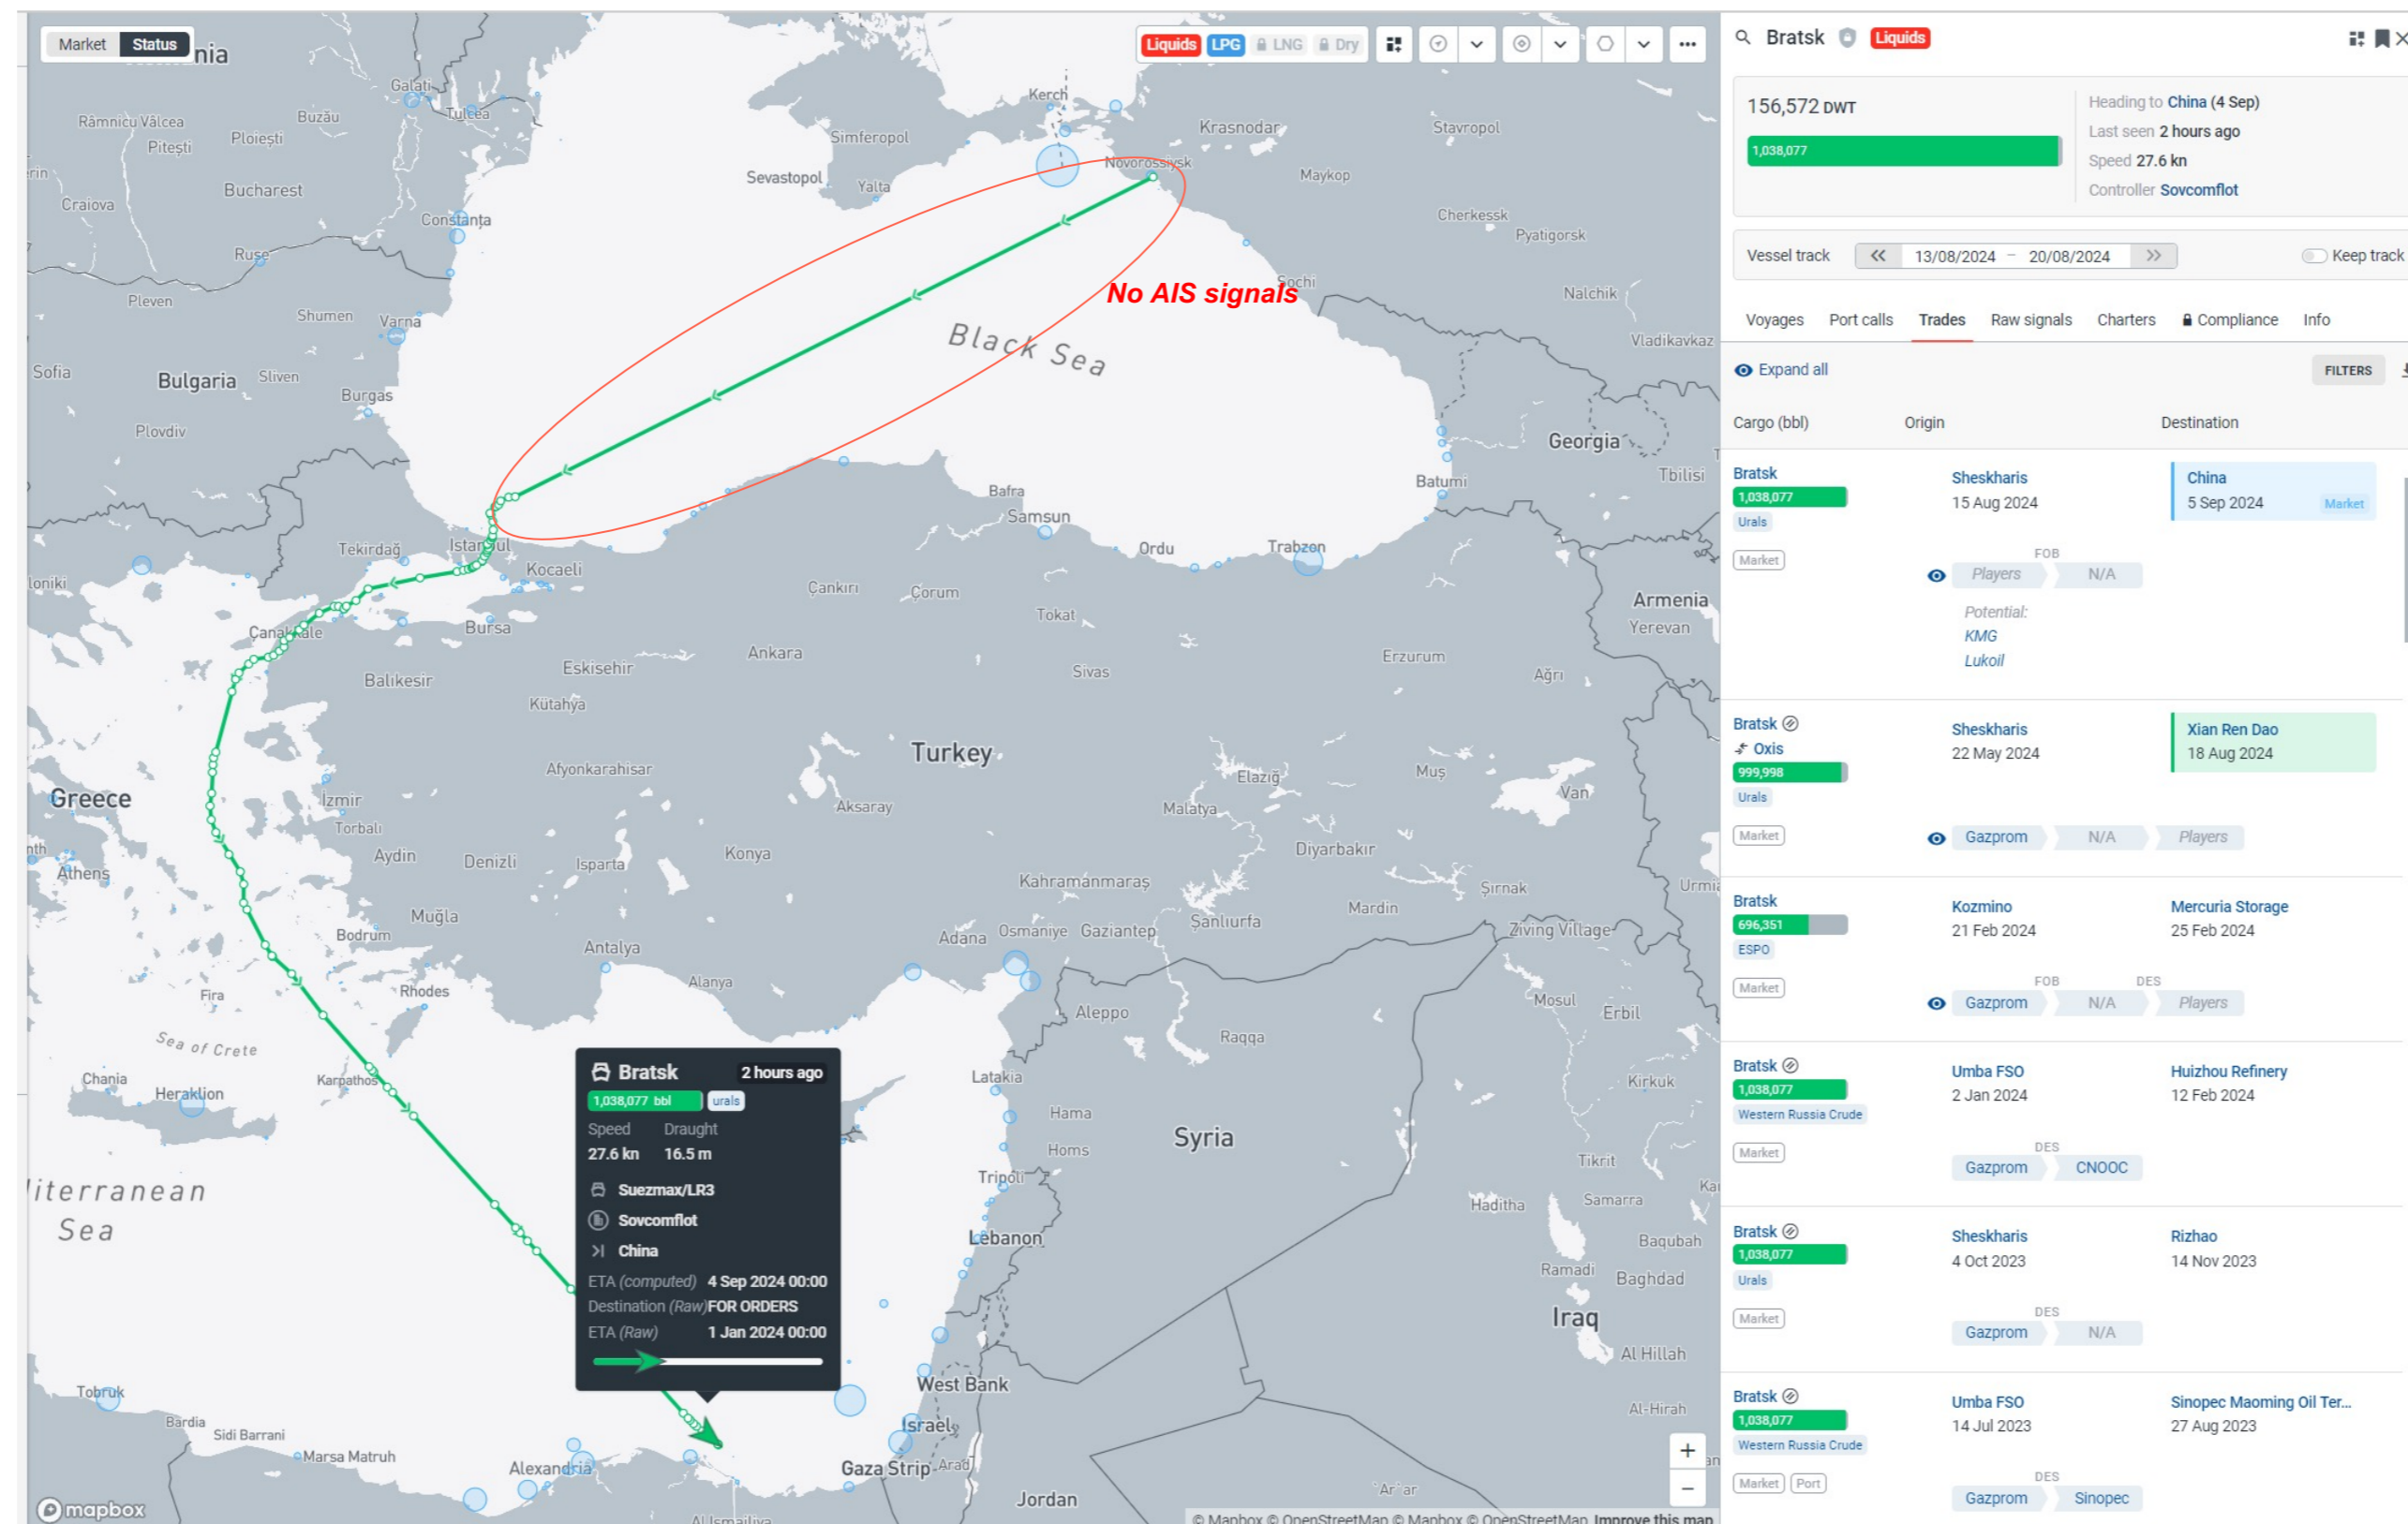 Market Status
nia
Liquids LPG LNG Dry
Galați
Tulcea
Râmnicu Vâlcea
Buzău
Pitești
Ploiești
Bucharest
Craiova
Constanța
Ruse
Pleven
Shumen
Varna
Sofia
Bulgaria
Sliven
Burgas
Plovdiv
Kerch
Simferopol
Krasnodar
Stavropol
Novorossiysk
Sevastopol
Yalta
Maykop
Cherkessk
Pyatigorsk
Sochi
No AIS signals
Nalchik
Black Sea
Vladikavkaz
Georgia
Batumi
Tbilisi
Bafra
Samsun
Ordu
Trabzon
Tekirdağ
Istanbul
Kocaeli
loniki
Çankırı
Çorum
Tokat
Armenia
Yerevan
Çanakkale
Bursa
Eskişehir
Ankara
Sivas
Erzurum
Ağrı
Balıkesir
Kütahya
Turkey
Afyonkarahisar
Elazığ
Muş
Van
Greece
İzmir
Torbalı
Aksaray
Malatya
Athens
Aydin
Denizli
Isparta
Konya
Diyarbakır
Kahramanmaraş
Şırnak
Urmia
Muğla
Bodrum
Mardin
Şanlıurfa
Adana
Osmaniye
Gaziantep
Ziving Village
Antalya
Alanya
Fira
Rhodes
Aleppo
Mosul
Erbil
Sea of Crete
Raqqa
Chania
Heraklion
Karpathos
Latakia
Kirkuk
Hama
Syria
Homs
Tikrit
Tripoli
Samarra
Haditha
literranean
Sea
Lebanon
Baqubah
Ramadi
Baghdad
Iraq
Al Hillah
Bratsk 2 hours ago
1,038,077 bbl urals
Speed Draught
27.6 kn 16.5 m
Suezmax/LR3
Sovcomflot
China
ETA (computed) 4 Sep 2024 00:00
Destination (Raw) FOR ORDERS
ETA (Raw) 1 Jan 2024 00:00
Tobruk
Bardia
Sidi Barrani
Marsa Matruh
Alexandria
West Bank
Israel
Gaza Strip
Arad
Jordan
Al-Hirah
'Ar'ar
Al Ismailiya
+
−
mapbox
© Mapbox © OpenStreetMap © Mapbox © OpenStreetMap Improve this map
Bratsk Liquids
156,572 DWT
1,038,077
Heading to China (4 Sep)
Last seen 2 hours ago
Speed 27.6 kn
Controller Sovcomflot
Vessel track 13/08/2024 – 20/08/2024 Keep track
Voyages Port calls Trades Raw signals Charters Compliance Info
Expand all FILTERS
Cargo (bbl) Origin Destination
Bratsk Sheskharis China
1,038,077 15 Aug 2024 5 Sep 2024 Market
Urals
FOB
Market Players N/A
Potential:
KMG
Lukoil
Bratsk Sheskharis Xian Ren Dao
Oxis 22 May 2024 18 Aug 2024
999,998
Urals
Market Gazprom N/A Players
Bratsk Kozmino Mercuria Storage
696,351 21 Feb 2024 25 Feb 2024
ESPO
FOB DES
Market Gazprom N/A Players
Bratsk Umba FSO Huizhou Refinery
1,038,077 2 Jan 2024 12 Feb 2024
Western Russia Crude
DES
Market Gazprom CNOOC
Bratsk Sheskharis Rizhao
1,038,077 4 Oct 2023 14 Nov 2023
Urals
DES
Market Gazprom N/A
Bratsk Umba FSO Sinopec Maoming Oil Ter...
1,038,077 14 Jul 2023 27 Aug 2023
Western Russia Crude
DES
Market Port Gazprom Sinopec